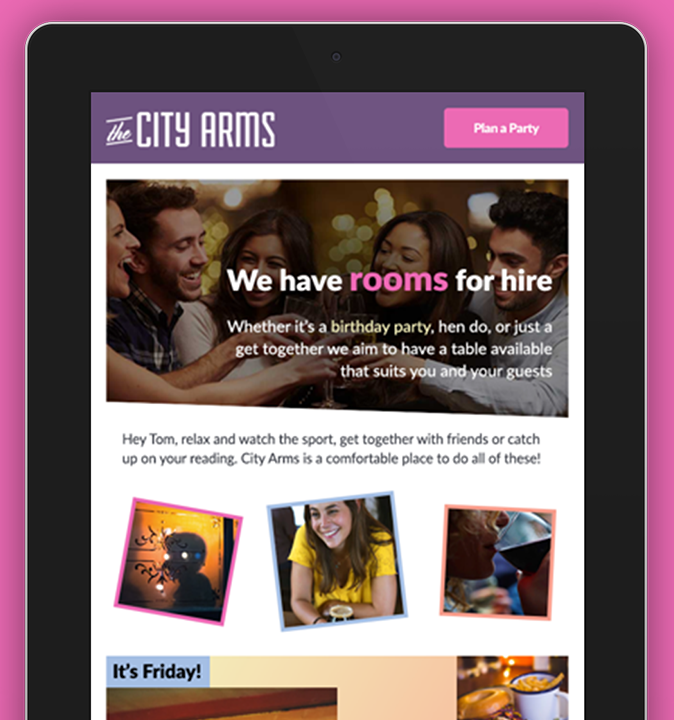 the CITY ARMS
Plan a Party
We have rooms for hire
Whether it's a birthday party, hen do, or just a
get together we aim to have a table available
that suits you and your guests
Hey Tom, relax and watch the sport, get together with friends or catch
up on your reading. City Arms is a comfortable place to do all of these!
It's Friday!